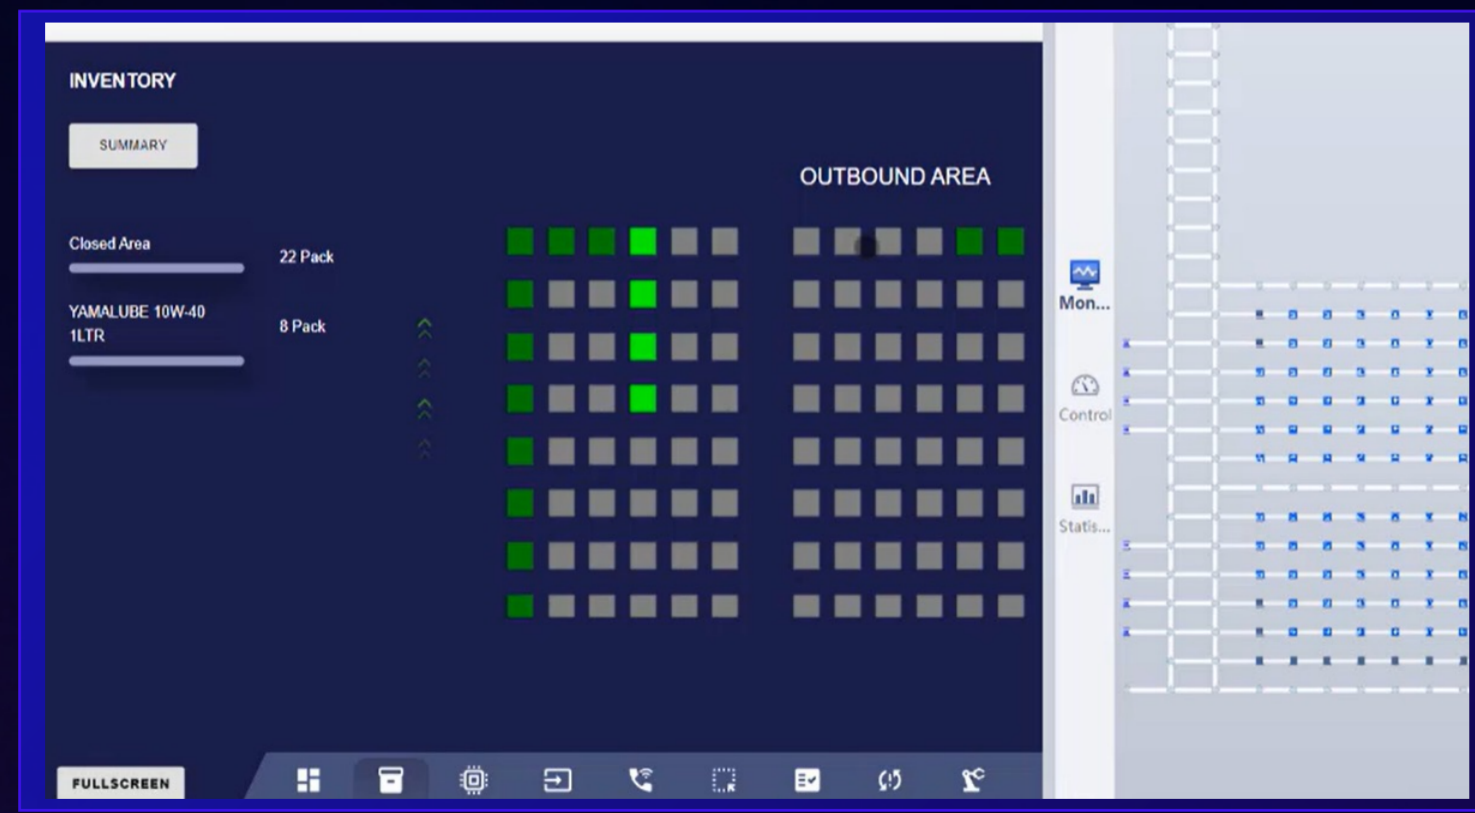 INVENTORY
SUMMARY
OUTBOUND AREA
Closed Area
22 Pack
YAMALUBE 10W-40
1LTR
8 Pack
Mon...
Control
Statis...
FULLSCREEN